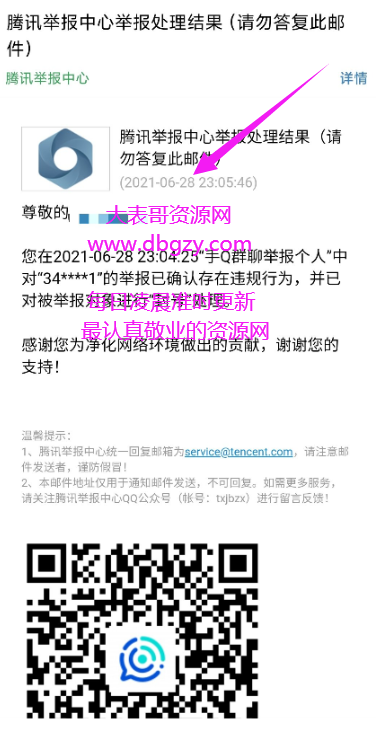 腾讯举报中心举报处理结果（请勿答复此邮
件）
腾讯举报中心
详情
腾讯举报中心举报处理结果（请
勿答复此邮件）
(2021-06-28 23:05:46)
尊敬的
大表哥资源网
www.dbgzy.com
您在2021-06-28 23:04:25“手Q群聊举报个人”中
对“34****1”的举报已确认存在违规行为，并已
对被举报对象进行“封号”处理。
每日凌晨准时更新
最认真敬业的资源网
感谢您为净化网络环境做出的贡献，谢谢您的
支持！
温馨提示：
1、腾讯举报中心统一回复邮箱为service@tencent.com，请注意邮
件发送者，谨防假冒！
2、本邮件地址仅用于通知邮件发送，不可回复。如需更多服务，
请关注腾讯举报中心QQ公众号（帐号：txjbzx）进行留言反馈！